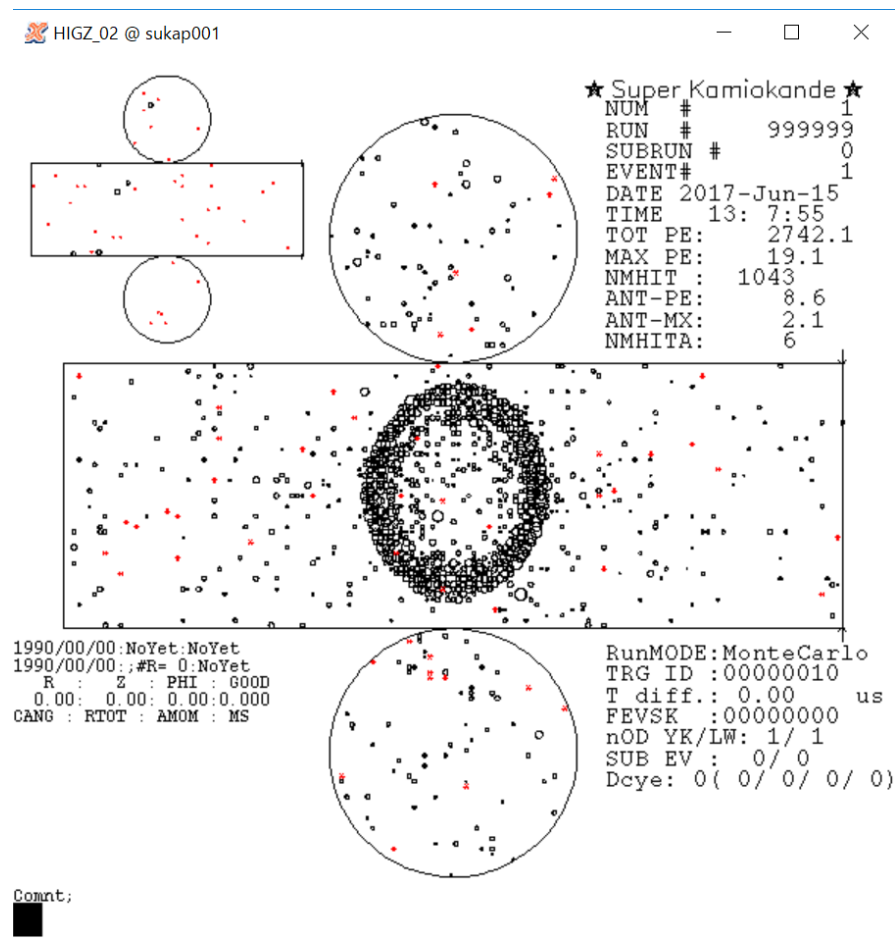 HIGZ_02 @ sukap001
Super Kamiokande
NUM # 1
RUN # 999999
SUBRUN # 0
EVENT# 1
DATE 2017-Jun-15
TIME 13: 7:55
TOT PE: 2742.1
MAX PE: 19.1
NMHIT : 1043
ANT-PE: 8.6
ANT-MX: 2.1
NMHITA: 6
1990/00/00:NoYet:NoYet
1990/00/00:;#R= 0:NoYet
R : Z : PHI : GOOD
0.00: 0.00: 0.00:0.000
CANG : RTOT : AMOM : MS
RunMODE:MonteCarlo
TRG ID :00000010
T diff.: 0.00 us
FEVSK :00000000
nOD YK/LW: 1/ 1
SUB EV : 0/ 0
Dcye: 0( 0/ 0/ 0/ 0)
Comnt;